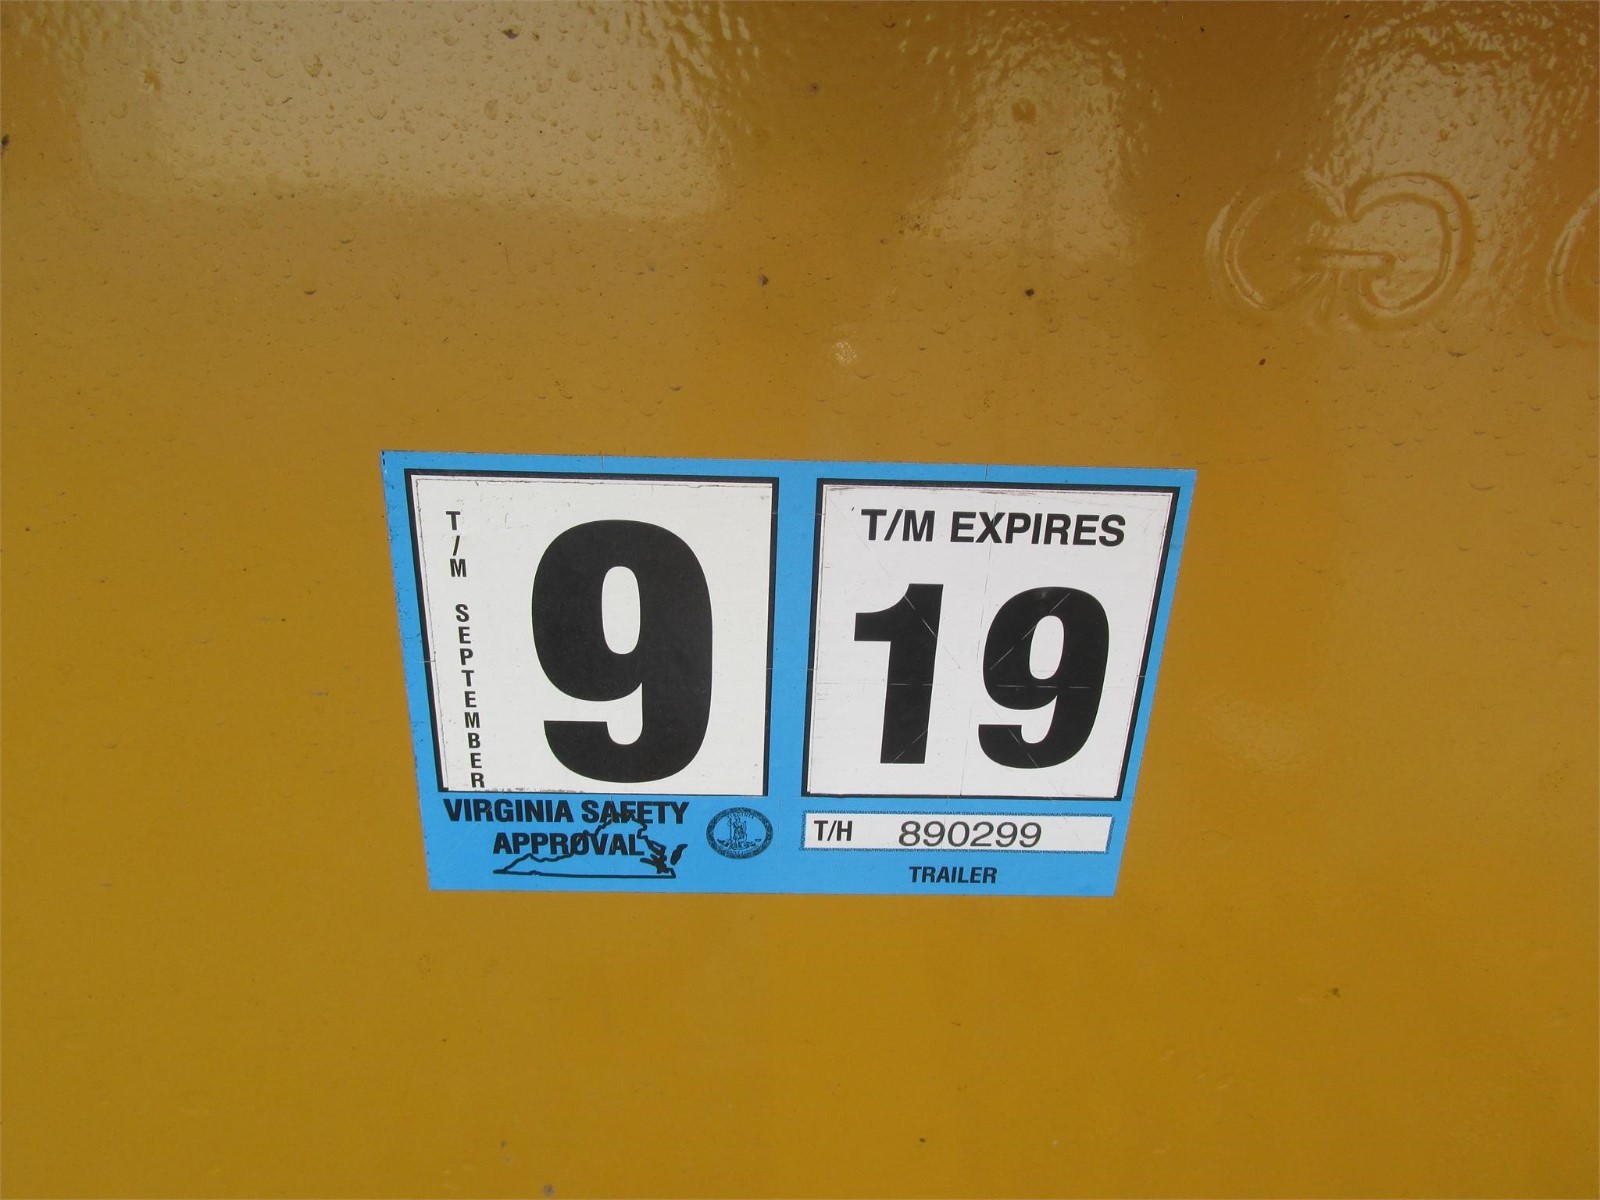 T/M SEPTEMBER
9
T/M EXPIRES
19
VIRGINIA SAFETY
APPROVAL
T/H 890299
TRAILER